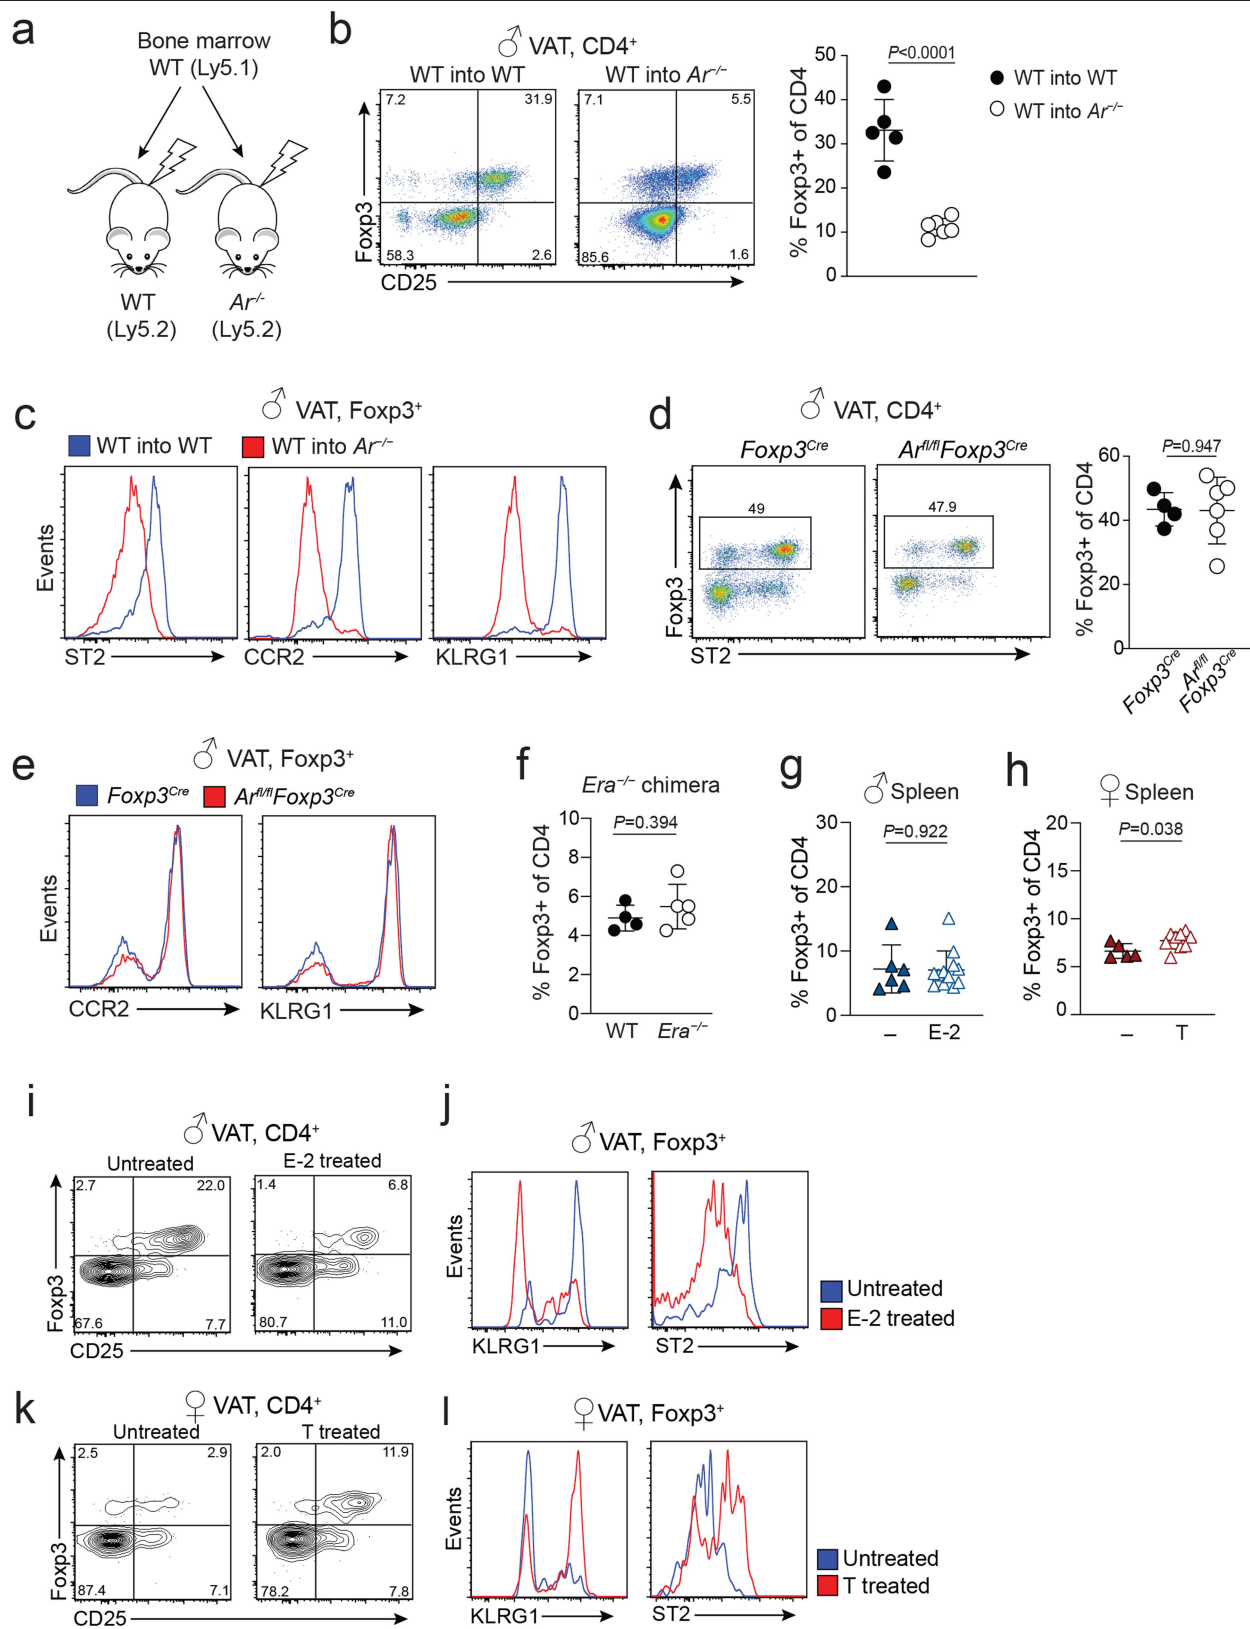 a
Bone marrow
WT (Ly5.1)
WT
(Ly5.2)
Ar-/-
(Ly5.2)
b
♂ VAT, CD4+
WT into WT
WT into Ar–/–
7.2
31.9
58.3
2.6
7.1
5.5
85.6
1.6
Foxp3
CD25
% Foxp3+ of CD4
50
40
30
20
10
0
P<0.0001
WT into WT
WT into Ar–/–
c
♂ VAT, Foxp3+
WT into WT
WT into Ar–/–
Events
ST2
CCR2
KLRG1
d
♂ VAT, CD4+
Foxp3Cre
Arfl/flFoxp3Cre
49
47.9
Foxp3
ST2
% Foxp3+ of CD4
60
40
20
0
P=0.947
Foxp3Cre
Arfl/fl
Foxp3Cre
e
♂ VAT, Foxp3+
Foxp3Cre
Arfl/flFoxp3Cre
Events
CCR2
KLRG1
f
Era–/– chimera
% Foxp3+ of CD4
10
8
6
4
2
0
P=0.394
WT
Era–/–
g
♂ Spleen
% Foxp3+ of CD4
30
20
10
0
P=0.922
–
E-2
h
♀ Spleen
% Foxp3+ of CD4
20
15
10
5
0
P=0.038
–
T
i
♂ VAT, CD4+
Untreated
E-2 treated
2.7
22.0
67.6
7.7
1.4
6.8
80.7
11.0
Foxp3
CD25
j
♂ VAT, Foxp3+
Events
KLRG1
ST2
Untreated
E-2 treated
k
♀ VAT, CD4+
Untreated
T treated
2.5
2.9
87.4
7.1
2.0
11.9
78.2
7.8
Foxp3
CD25
l
♀ VAT, Foxp3+
Events
KLRG1
ST2
Untreated
T treated